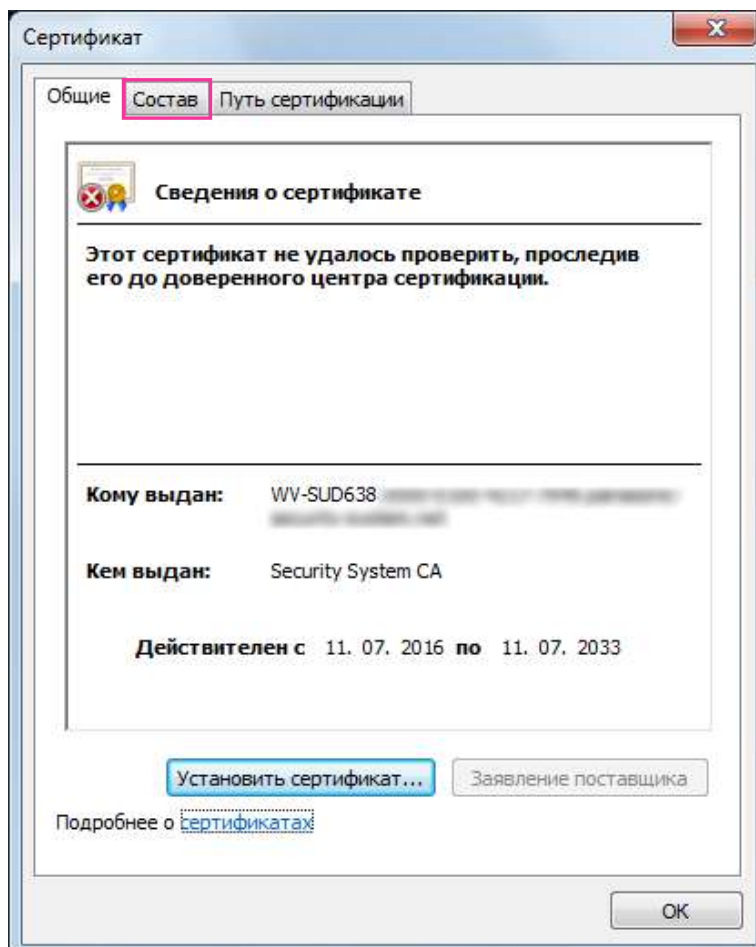 Сертификат
Общие Состав Путь сертификации
Сведения о сертификате
Этот сертификат не удалось проверить, проследив
его до доверенного центра сертификации.
Кому выдан: WV-SUD638
Кем выдан: Security System CA
Действителен с 11. 07. 2016 по 11. 07. 2033
Установить сертификат... Заявление поставщика
Подробнее о сертификатах
ОК